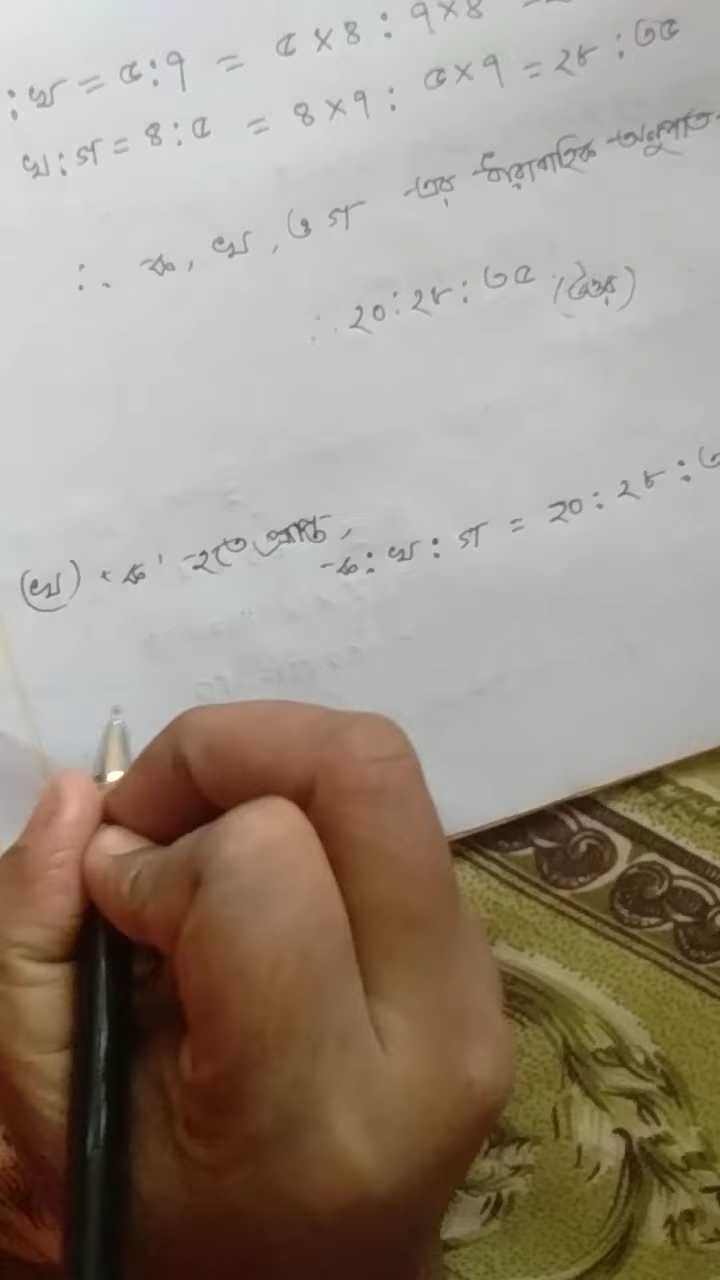 : খ = ৫ : ৭ = ৫ × ৪ : ৭ × ৪
খ : গ = ৪ : ৫ = ৪ × ৭ : ৫ × ৭ = ২৮ : ৩৫
∴ ক, খ, ও গ এর ধারাবাহিক অনুপাত
∴ ২০ : ২৮ : ৩৫ (উত্তর)
(খ) 'ক' হতে প্রাপ্ত,
ক : খ : গ = ২০ : ২৮ : ৩